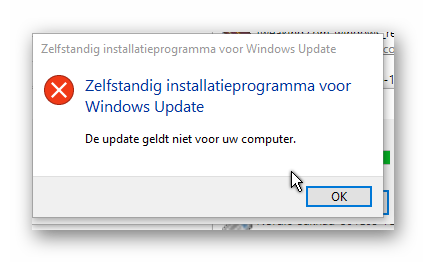 Zelfstandig installatieprogramma voor Windows Update
Zelfstandig installatieprogramma voor
Windows Update
De update geldt niet voor uw computer.
OK